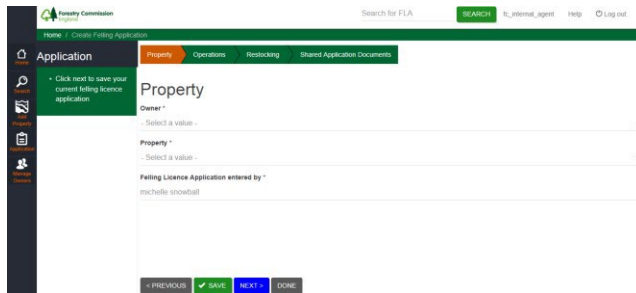 Forestry Commission
England
Search for FLA
SEARCH
fc_internal_agent
Help
Log out
Home / Create Felling Application
Home
Search
Add Property
Application
Manage Owners
Application
Click next to save your
current felling licence
application
Property
Operations
Restocking
Shared Application Documents
Property
Owner *
- Select a value -
Property *
- Select a value -
Felling Licence Application entered by *
michelle snowball
< PREVIOUS
SAVE
NEXT >
DONE